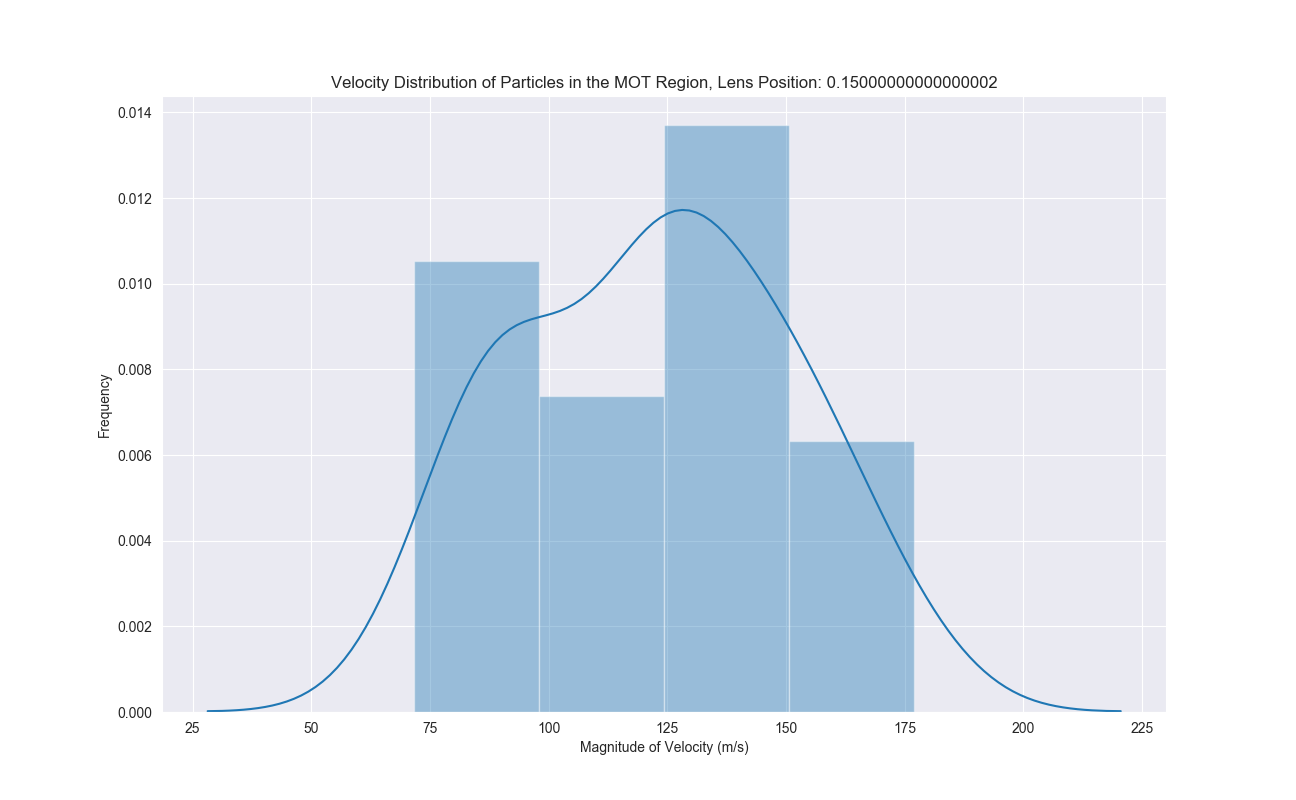 Velocity Distribution of Particles in the MOT Region, Lens Position: 0.15000000000000002
0.014
0.012
0.010
0.008
0.006
0.004
0.002
0.000
Frequency
25 50 75 100 125 150 175 200 225
Magnitude of Velocity (m/s)